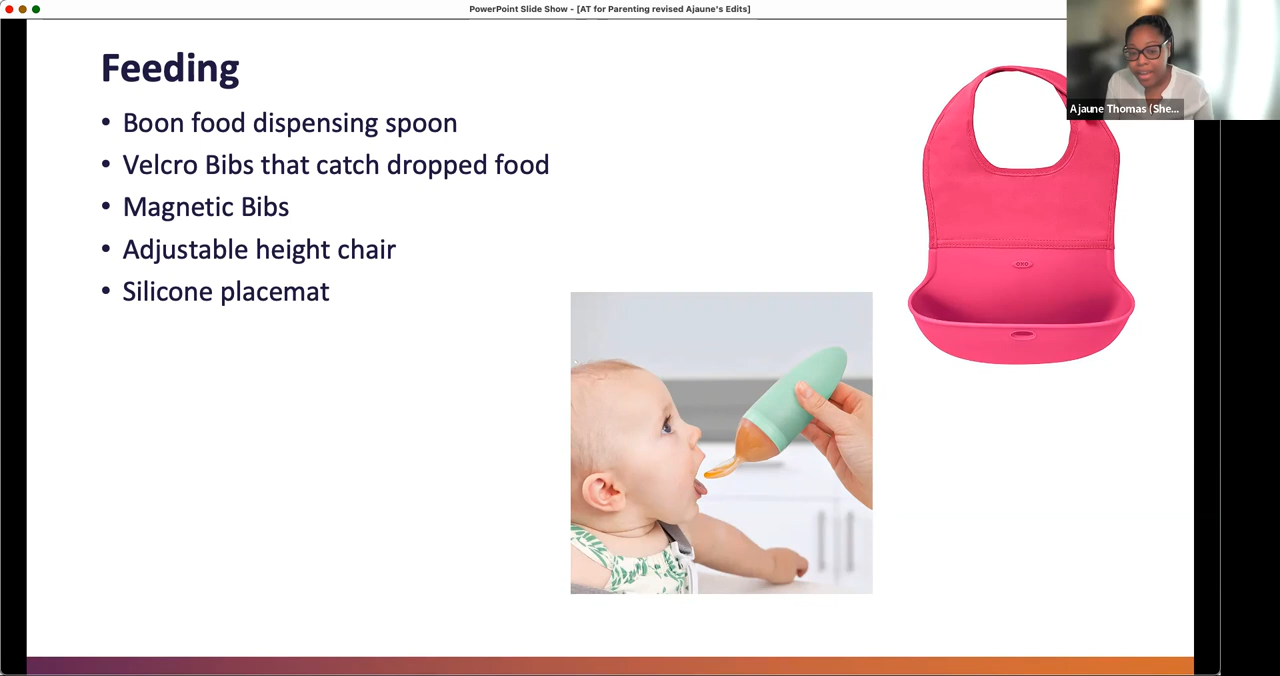 PowerPoint Slide Show - [AT for Parenting revised Ajaune's Edits]
Feeding
• Boon food dispensing spoon
• Velcro Bibs that catch dropped food
• Magnetic Bibs
• Adjustable height chair
• Silicone placemat
Ajaune Thomas (She...
OXO